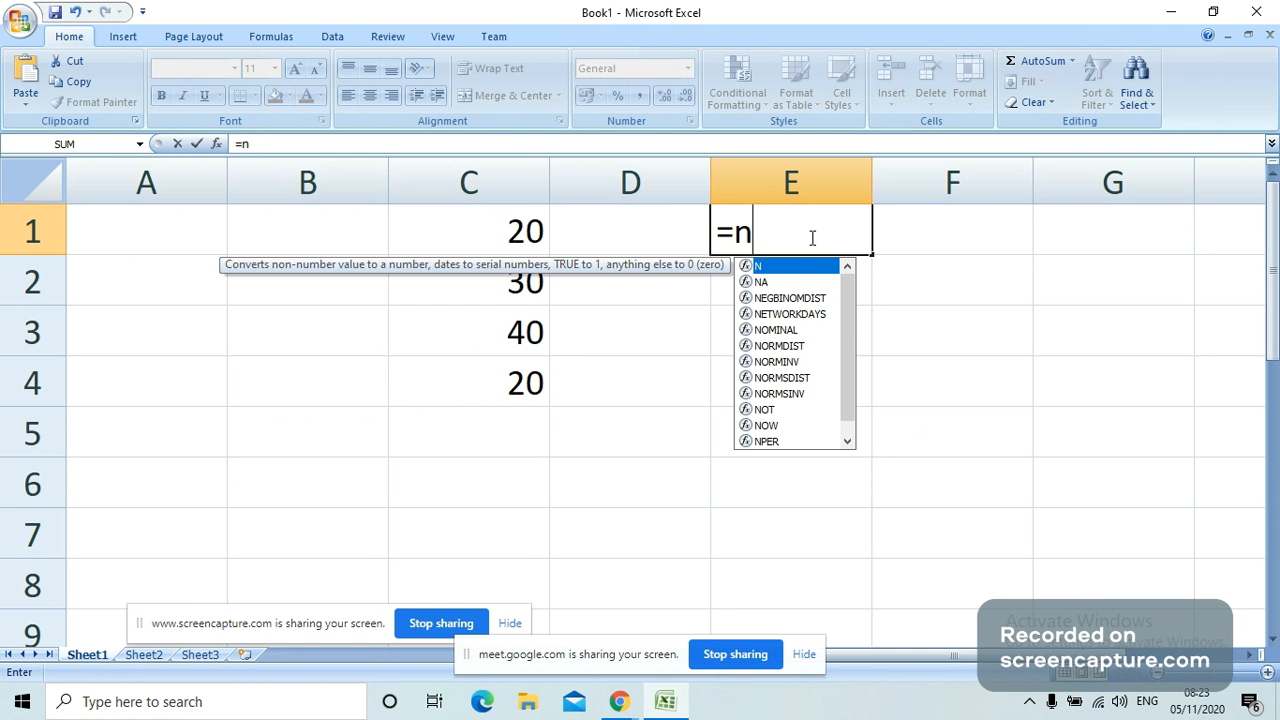 Book1 - Microsoft Excel
Home Insert Page Layout Formulas Data Review View Team
Paste
Cut
Copy
Format Painter
Clipboard
11
A A
B I U
A
Font
Wrap Text
Merge & Center
Alignment
General
% ,
Number
Conditional Formatting
Format as Table
Cell Styles
Styles
Insert
Delete
Format
Cells
Σ AutoSum
Fill
Clear
Sort & Filter
Find & Select
Editing
SUM
fx
=n
A B C D E F G
1 20 =n
Converts non-number value to a number, dates to serial numbers, TRUE to 1, anything else to 0 (zero)
2 30
3 40
4 20
5
6
7
8
9
N
NA
NEGBINOMDIST
NETWORKDAYS
NOMINAL
NORMDIST
NORMINV
NORMSDIST
NORMSINV
NOT
NOW
NPER
www.screencapture.com is sharing your screen. Stop sharing Hide
meet.google.com is sharing your screen. Stop sharing Hide
Activate Windows
Recorded on
screencapture.com
Sheet1 Sheet2 Sheet3
Enter
Type here to search
ENG
08:23
05/11/2020
6